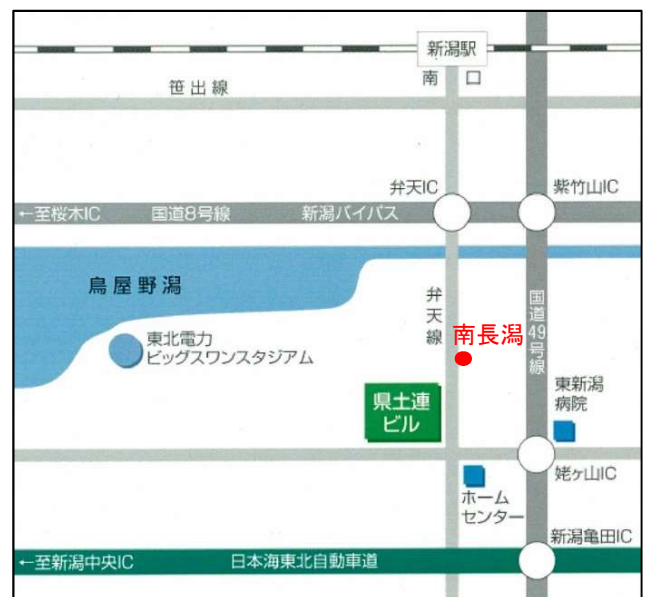 新潟駅
南 口
笹出線
弁天IC
紫竹山IC
←至桜木IC
国道8号線
新潟バイパス
鳥屋野潟
弁天線
国道49号線
南長潟
東北電力
ビッグスワンスタジアム
県土連
ビル
東新潟
病院
姥ヶ山IC
ホーム
センター
新潟亀田IC
←至新潟中央IC
日本海東北自動車道